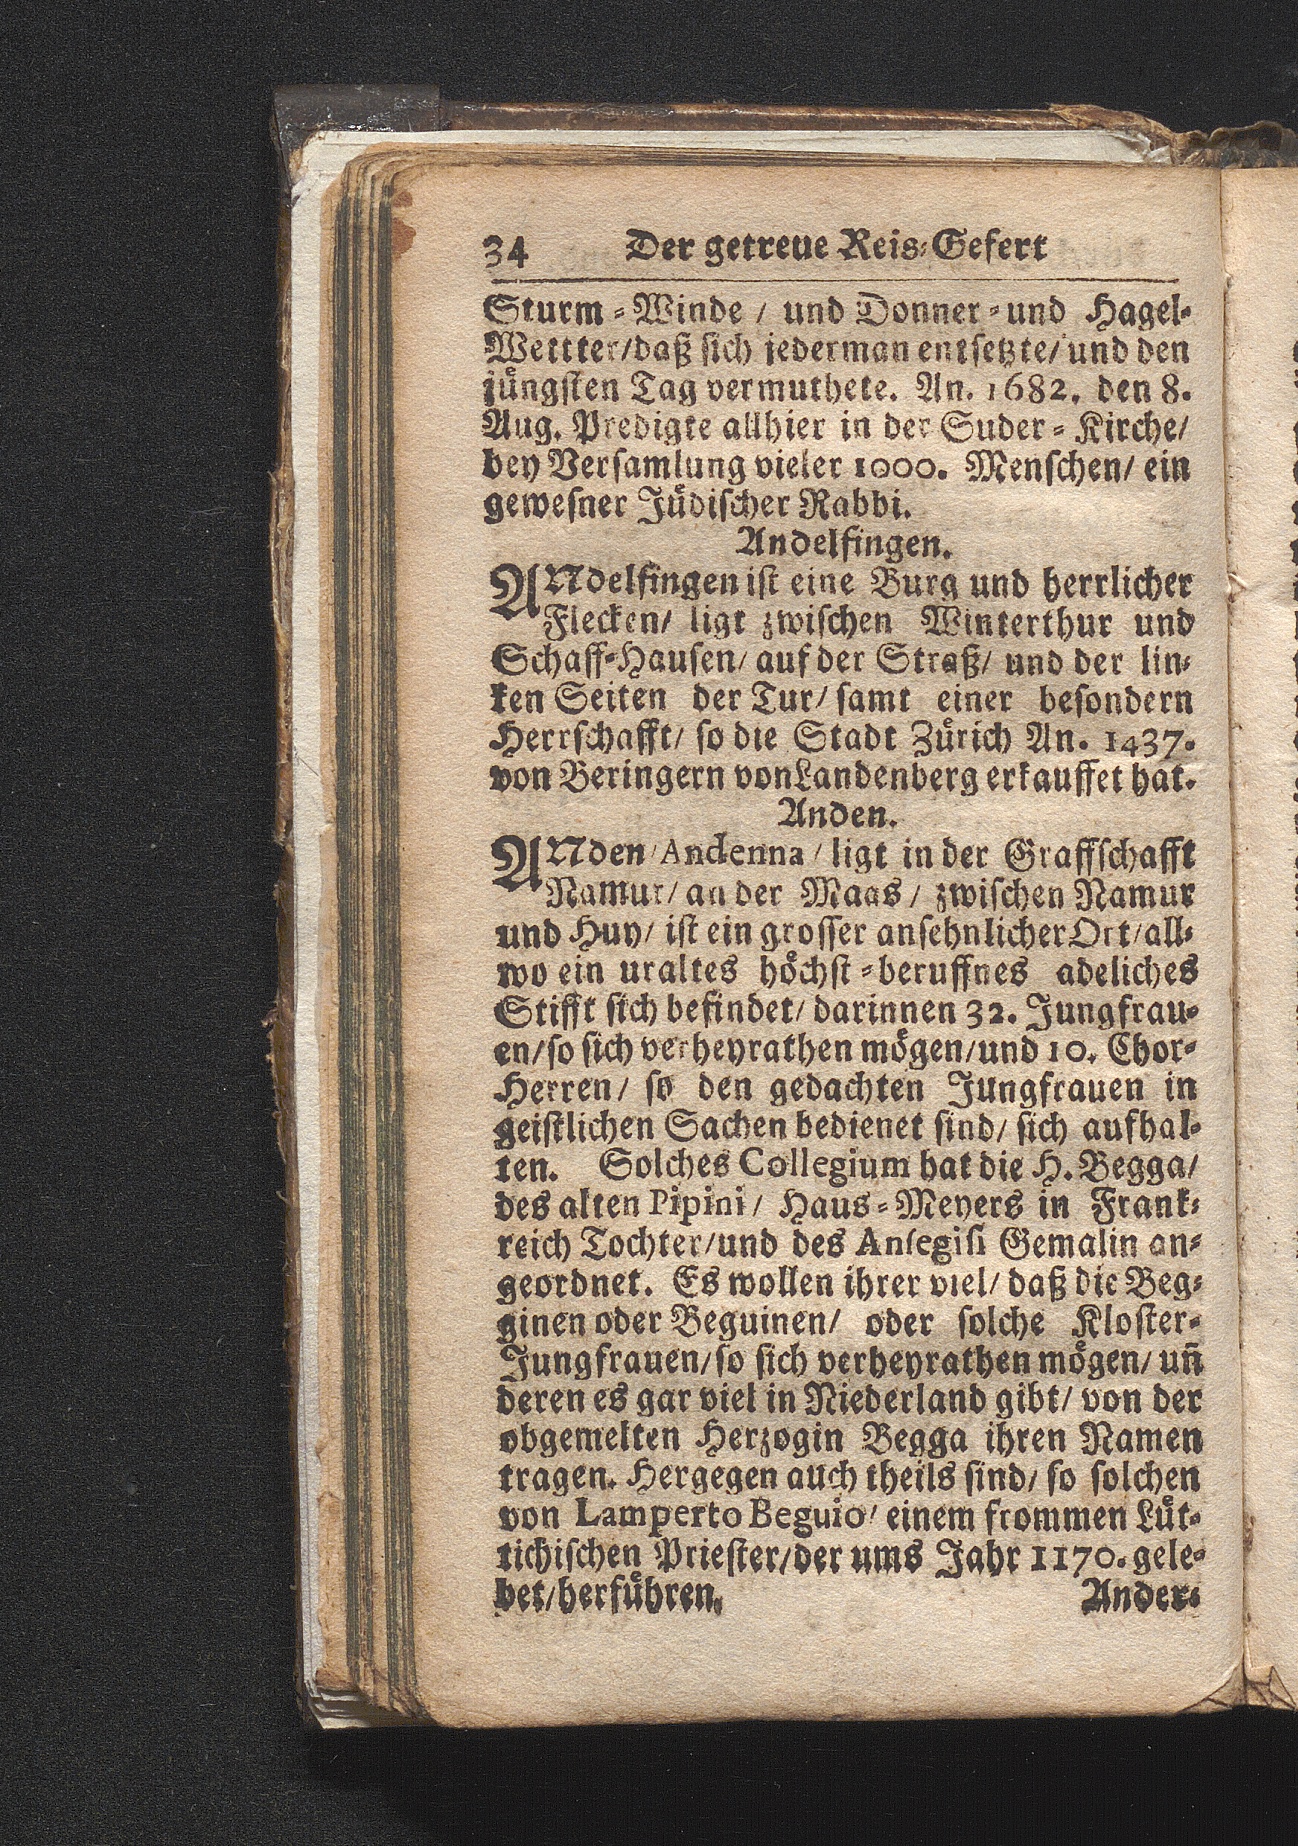 34 Der getreue Reis-Gefert
Sturm-Winde / und Donner-und Hagel-
Wettter/daß sich jederman entsetzte/ und den
jüngsten Tag vermuthete. An. 1682. den 8.
Aug. Predigte allhier in der Suder-Kirche/
bey Versamlung vieler 1000. Menschen/ ein
gewesner Jüdischer Rabbi.
Andelfingen.
ANdelfingen ist eine Burg und herrlicher
Flecken/ ligt zwischen Winterthur und
Schaff-Hausen/ auf der Straß/ und der lin-
ken Seiten der Tur/ samt einer besondern
Herrschafft/ so die Stadt Zürich An. 1437.
von Beringern von Landenberg erkauffet hat.
Anden.
ANden/Andenna/ligt in der Graffschafft
Namur/ an der Maas/ zwischen Namur
und Huy/ ist ein grosser ansehnlicher Ort/all-
wo ein uraltes höchst-beruffnes adeliches
Stifft sich befindet/ darinnen 32. Jungfrau-
en/so sich verheyrathen mögen/und 10. Chor-
Herren/ so den gedachten Jungfrauen in
geistlichen Sachen bedienet sind/ sich aufhal-
ten. Solches Collegium hat die H. Begga/
des alten Pipini/ Haus-Meyers in Frank-
reich Tochter/und des Ansegisi Gemalin an-
geordnet. Es wollen ihrer viel/ daß die Beg-
ginen oder Beguinen/ oder solche Kloster-
Jungfrauen/so sich verheyrathen mögen/ uñ
deren es gar viel in Niederland gibt/ von der
obgemelten Herzogin Begga ihren Namen
tragen. Hergegen auch theils sind/ so solchen
von Lamperto Beguio/ einem frommen Lüt-
tichischen Priester/der ums Jahr 1170. gele-
bet/herführen. Ander-